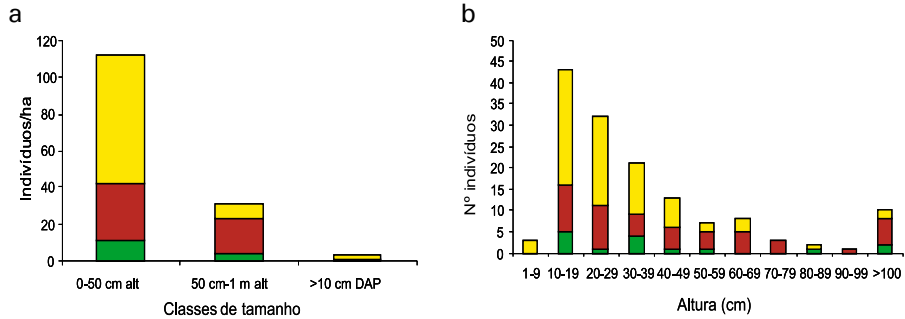 a
120
100
80
60
40
20
0
Indivíduos/ha
0-50 cm alt 50 cm-1 m alt >10 cm DAP
Classes de tamanho
b
50
45
40
35
30
25
20
15
10
5
0
Nº indivíduos
1-9 10-19 20-29 30-39 40-49 50-59 60-69 70-79 80-89 90-99 >100
Altura (cm)